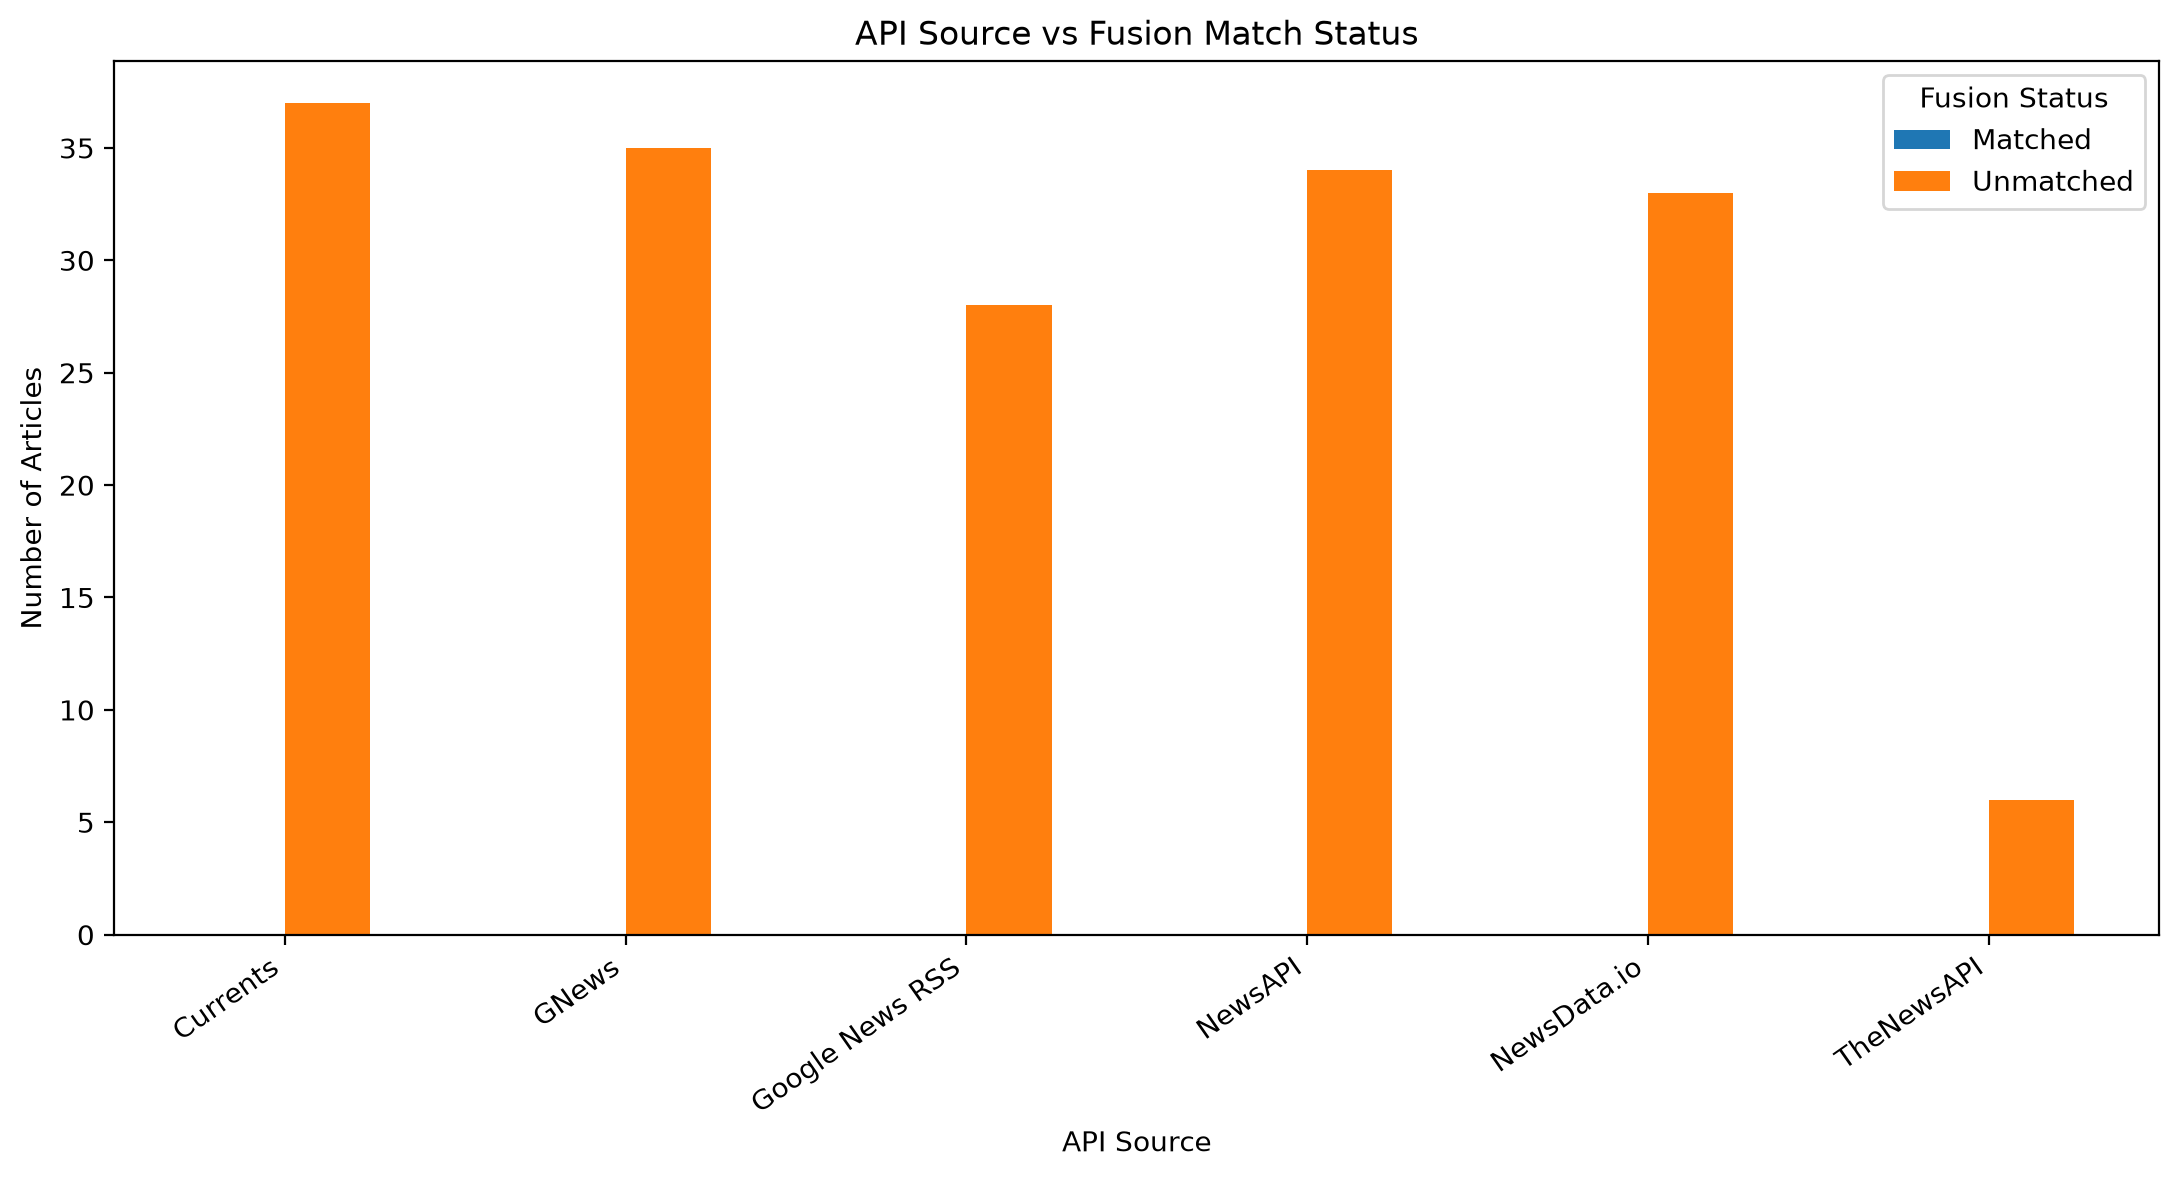 API Source vs Fusion Match Status
Fusion Status
Matched
Unmatched
Number of Articles
35
30
25
20
15
10
5
0
Currents
GNews
Google News RSS
NewsAPI
NewsData.io
TheNewsAPI
API Source